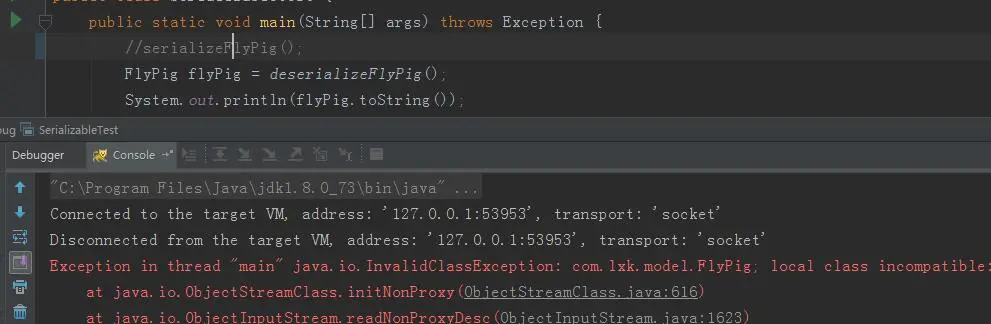 public static void main(String[] args) throws Exception {
//serializeFlyPig();
FlyPig flyPig = deserializeFlyPig();
System.out.println(flyPig.toString());
SerializableTest
Debugger Console
"C:\Program Files\Java\jdk1.8.0_73\bin\java" ...
Connected to the target VM, address: '127.0.0.1:53953', transport: 'socket'
Disconnected from the target VM, address: '127.0.0.1:53953', transport: 'socket'
Exception in thread "main" java.io.InvalidClassException: com.lxk.model.FlyPig; local class incompatible:
at java.io.ObjectStreamClass.initNonProxy(ObjectStreamClass.java:616)
at java.io.ObjectInputStream.readNonProxyDesc(ObjectInputStream.java:1623)